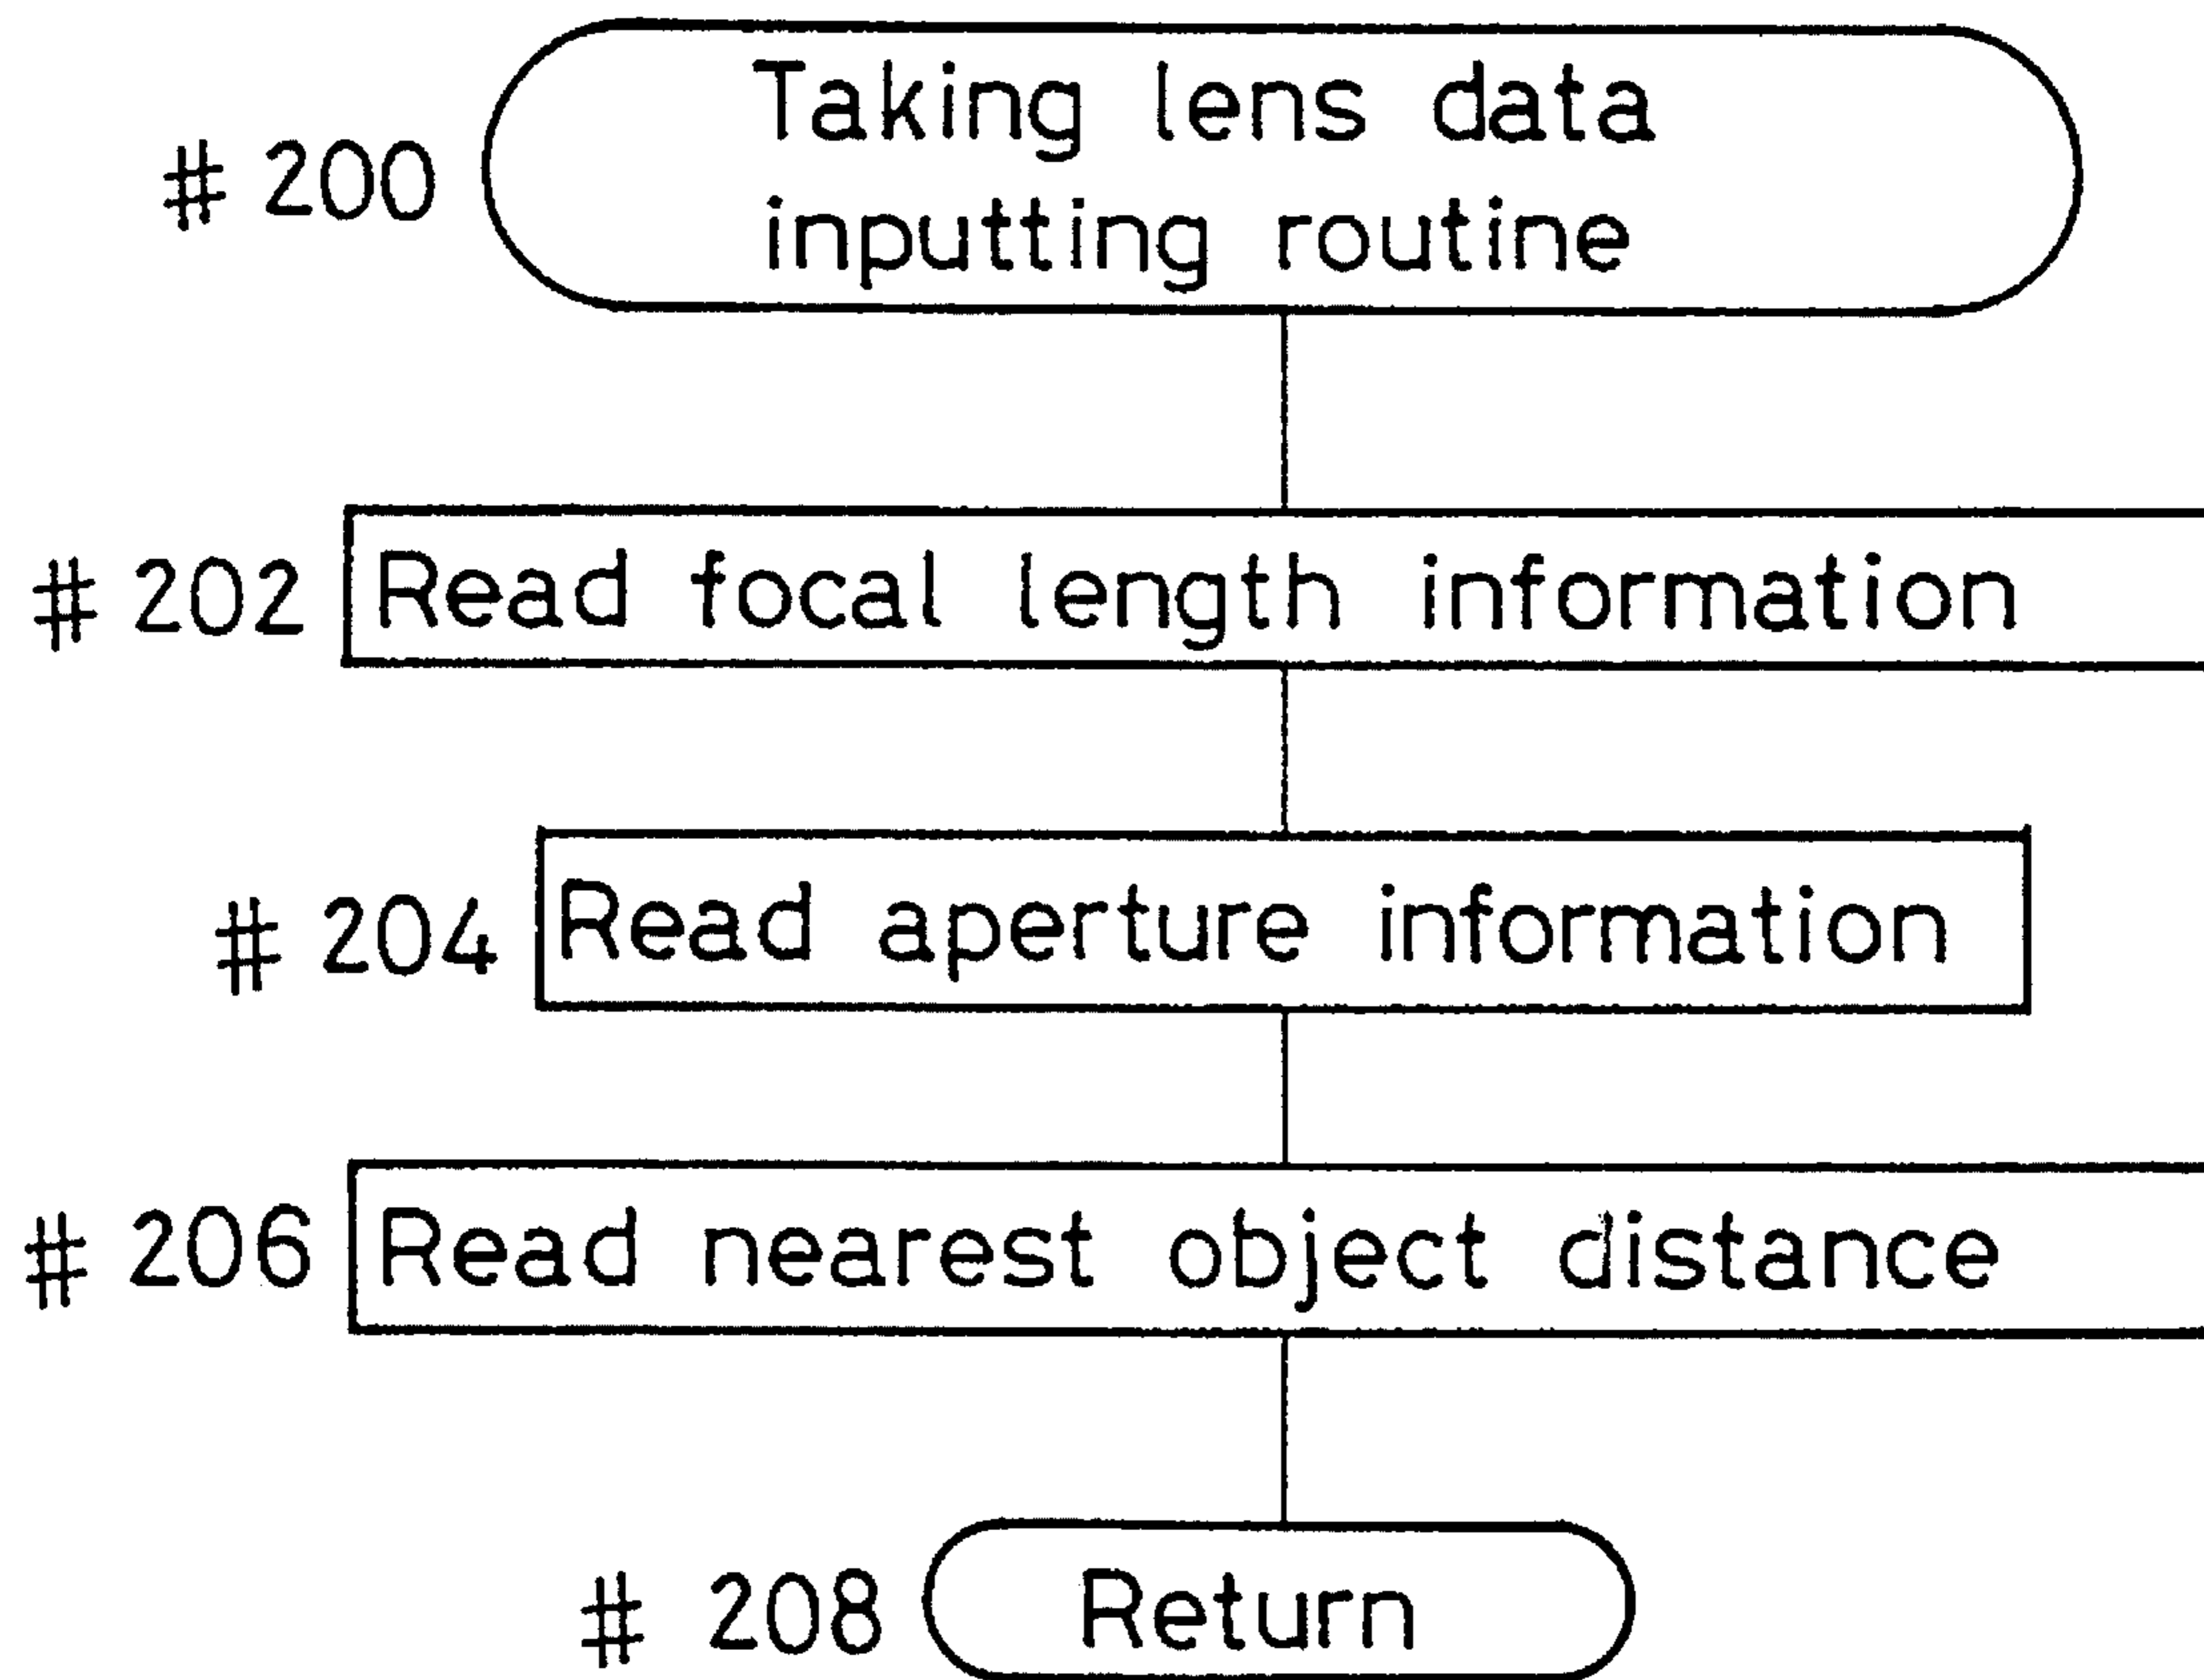 Taking lens data
# 200
inputting routine
# 202 Read focal length information
# 204 Read aperture information
# 206 Read nearest object distance
# 208 Return